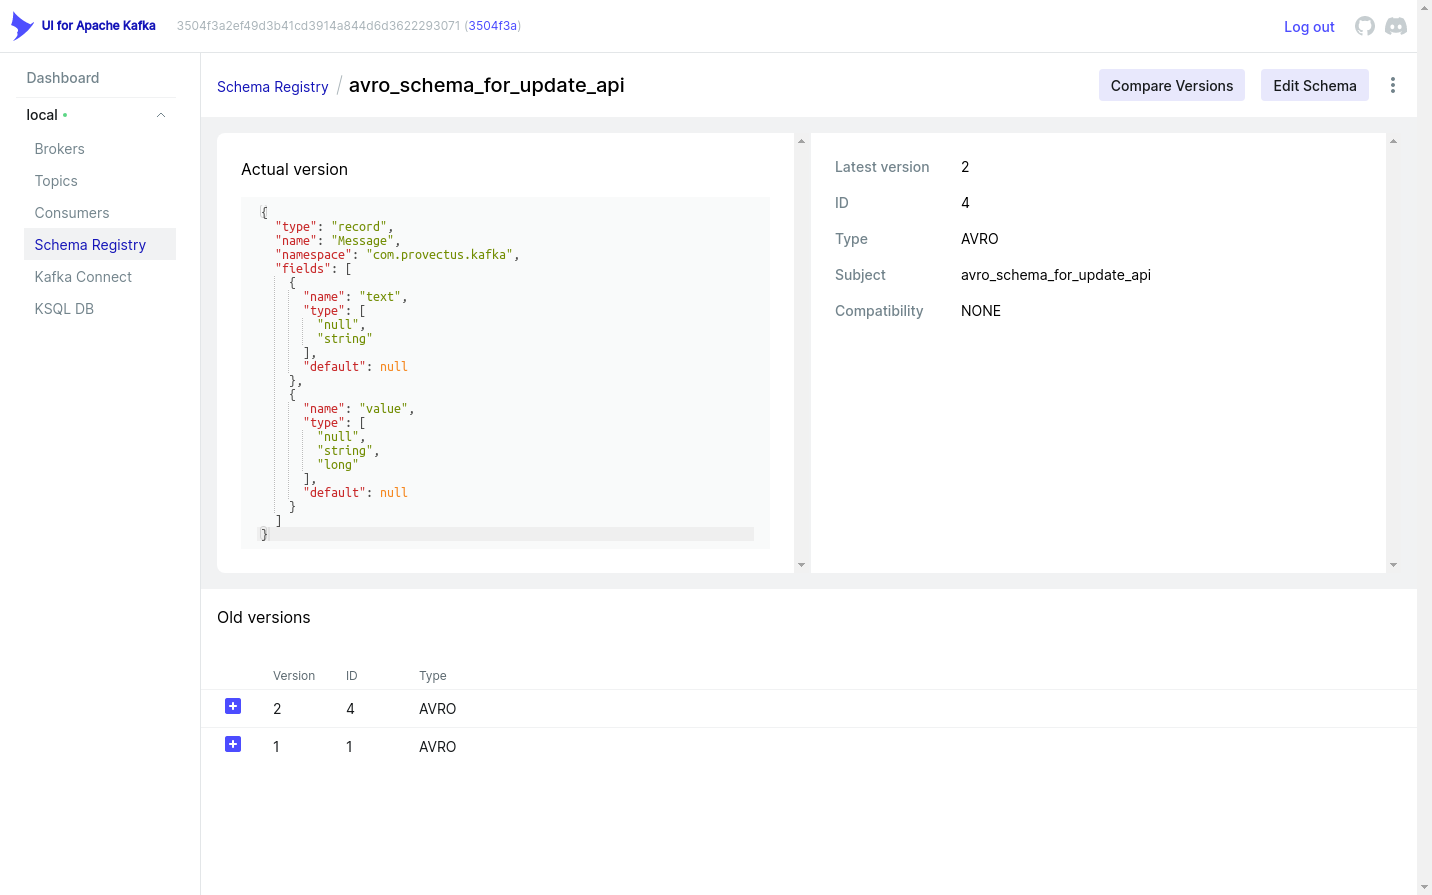 UI for Apache Kafka 3504f3a2ef49d3b41cd3914a844d6d3622293071 (3504f3a) Log out
Dashboard
local
Brokers
Topics
Consumers
Schema Registry
Kafka Connect
KSQL DB
Schema Registry / avro_schema_for_update_api Compare Versions Edit Schema
Actual version
{
  "type": "record",
  "name": "Message",
  "namespace": "com.provectus.kafka",
  "fields": [
    {
      "name": "text",
      "type": [
        "null",
        "string"
      ],
      "default": null
    },
    {
      "name": "value",
      "type": [
        "null",
        "string",
        "long"
      ],
      "default": null
    }
  ]
}
Latest version 2
ID 4
Type AVRO
Subject avro_schema_for_update_api
Compatibility NONE
Old versions
Version ID Type
2 4 AVRO
1 1 AVRO